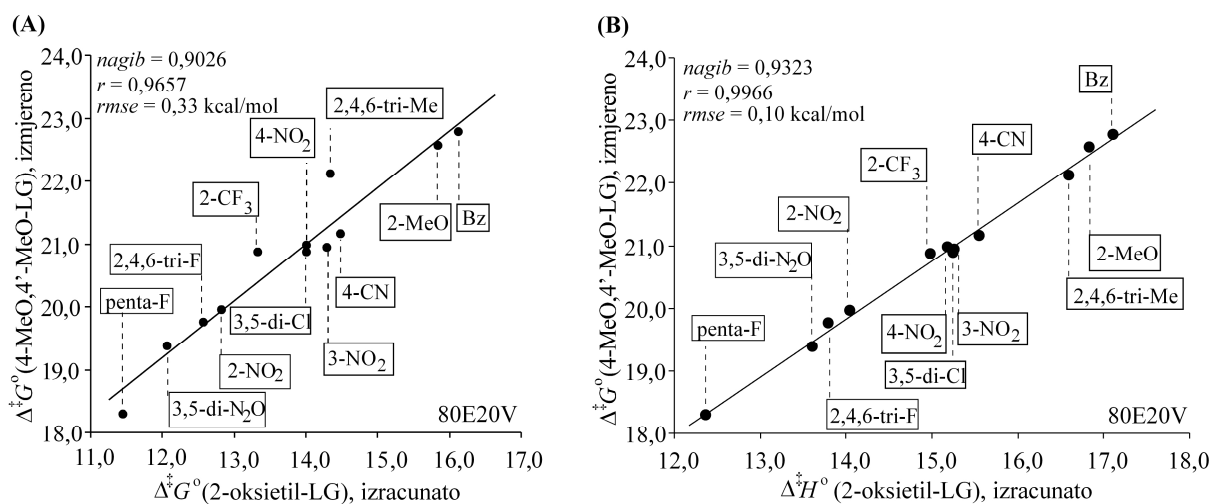 (A)
nagib = 0,9026
r = 0,9657
rmse = 0,33 kcal/mol
Δ‡G°(4-MeO,4'-MeO-LG), izmjereno
24,0
23,0
22,0
21,0
20,0
19,0
18,0
2,4,6-tri-Me
4-NO₂
2-CF₃
2-MeO
Bz
2,4,6-tri-F
4-CN
penta-F
3,5-di-Cl
3-NO₂
2-NO₂
3,5-di-N₂O
80E20V
11,0 12,0 13,0 14,0 15,0 16,0 17,0
Δ‡G°(2-oksietil-LG), izracunato
(B)
nagib = 0,9323
r = 0,9966
rmse = 0,10 kcal/mol
Δ‡G°(4-MeO,4'-MeO-LG), izmjereno
24,0
23,0
22,0
21,0
20,0
19,0
18,0
Bz
4-CN
2-CF₃
2-NO₂
3,5-di-N₂O
2-MeO
2,4,6-tri-Me
penta-F
4-NO₂
3-NO₂
3,5-di-Cl
2,4,6-tri-F
80E20V
12,0 13,0 14,0 15,0 16,0 17,0 18,0
Δ‡H° (2-oksietil-LG), izracunato